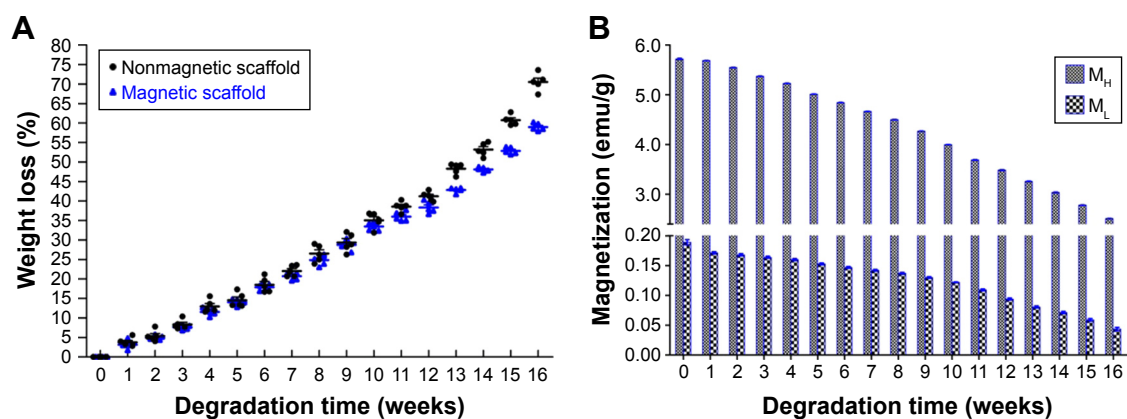 A
80
75
70
65
60
55
50
45
40
35
30
25
20
15
10
5
0
Weight loss (%)
Nonmagnetic scaffold
Magnetic scaffold
0 1 2 3 4 5 6 7 8 9 10 11 12 13 14 15 16
Degradation time (weeks)
B
6.0
5.0
4.0
3.0
0.20
0.15
0.10
0.05
0.00
Magnetization (emu/g)
M_H
M_L
0 1 2 3 4 5 6 7 8 9 10 11 12 13 14 15 16
Degradation time (weeks)